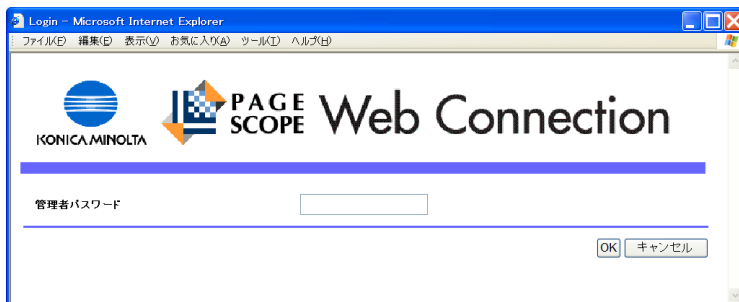 Login - Microsoft Internet Explorer
ファイル(F) 編集(E) 表示(V) お気に入り(A) ツール(T) ヘルプ(H)
KONICA MINOLTA
PAGE SCOPE Web Connection
管理者パスワード
OK キャンセル